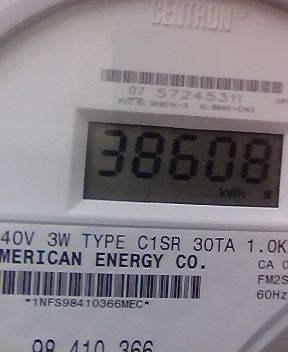 CENTRON®
07 57245311
38608
kWh
40V 3W TYPE C1SR 30TA 1.0K
MERICAN ENERGY CO.
CA 0
FM2S
60Hz
*1NFS98410366MEC*
98 410 366